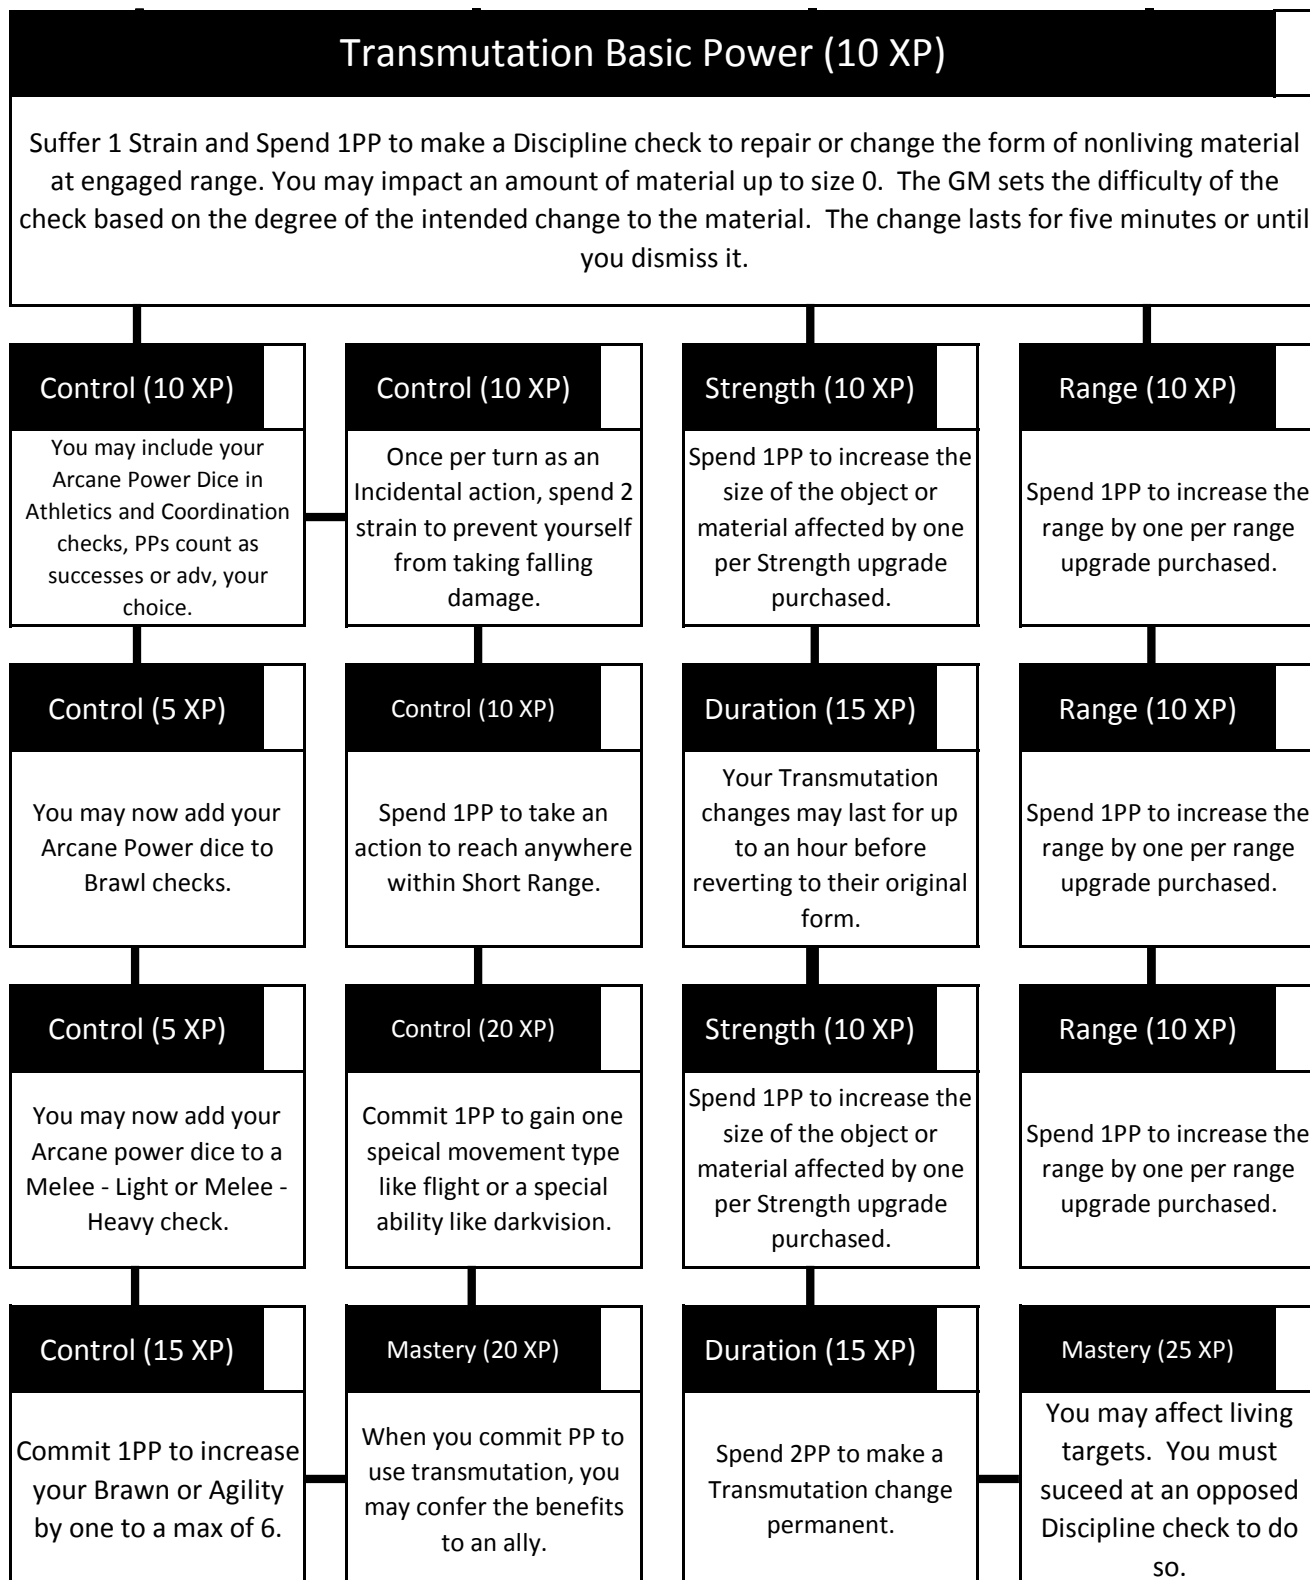 Transmutation Basic Power (10 XP)
Suffer 1 Strain and Spend 1PP to make a Discipline check to repair or change the form of nonliving material
at engaged range. You may impact an amount of material up to size 0.  The GM sets the difficulty of the
check based on the degree of the intended change to the material.  The change lasts for five minutes or until
you dismiss it.
Control (10 XP)
You may include your
Arcane Power Dice in
Athletics and Coordination
checks, PPs count as
successes or adv, your
choice.
Control (10 XP)
Once per turn as an
Incidental action, spend 2
strain to prevent yourself
from taking falling
damage.
Strength (10 XP)
Spend 1PP to increase the
size of the object or
material affected by one
per Strength upgrade
purchased.
Range (10 XP)
Spend 1PP to increase the
range by one per range
upgrade purchased.
Control (5 XP)
You may now add your
Arcane Power dice to
Brawl checks.
Control (10 XP)
Spend 1PP to take an
action to reach anywhere
within Short Range.
Duration (15 XP)
Your Transmutation
changes may last for up
to an hour before
reverting to their original
form.
Range (10 XP)
Spend 1PP to increase the
range by one per range
upgrade purchased.
Control (5 XP)
You may now add your
Arcane power dice to a
Melee - Light or Melee -
Heavy check.
Control (20 XP)
Commit 1PP to gain one
speical movement type
like flight or a special
ability like darkvision.
Strength (10 XP)
Spend 1PP to increase the
size of the object or
material affected by one
per Strength upgrade
purchased.
Range (10 XP)
Spend 1PP to increase the
range by one per range
upgrade purchased.
Control (15 XP)
Commit 1PP to increase
your Brawn or Agility
by one to a max of 6.
Mastery (20 XP)
When you commit PP to
use transmutation, you
may confer the benefits
to an ally.
Duration (15 XP)
Spend 2PP to make a
Transmutation change
permanent.
Mastery (25 XP)
You may affect living
targets.  You must
suceed at an opposed
Discipline check to do
so.